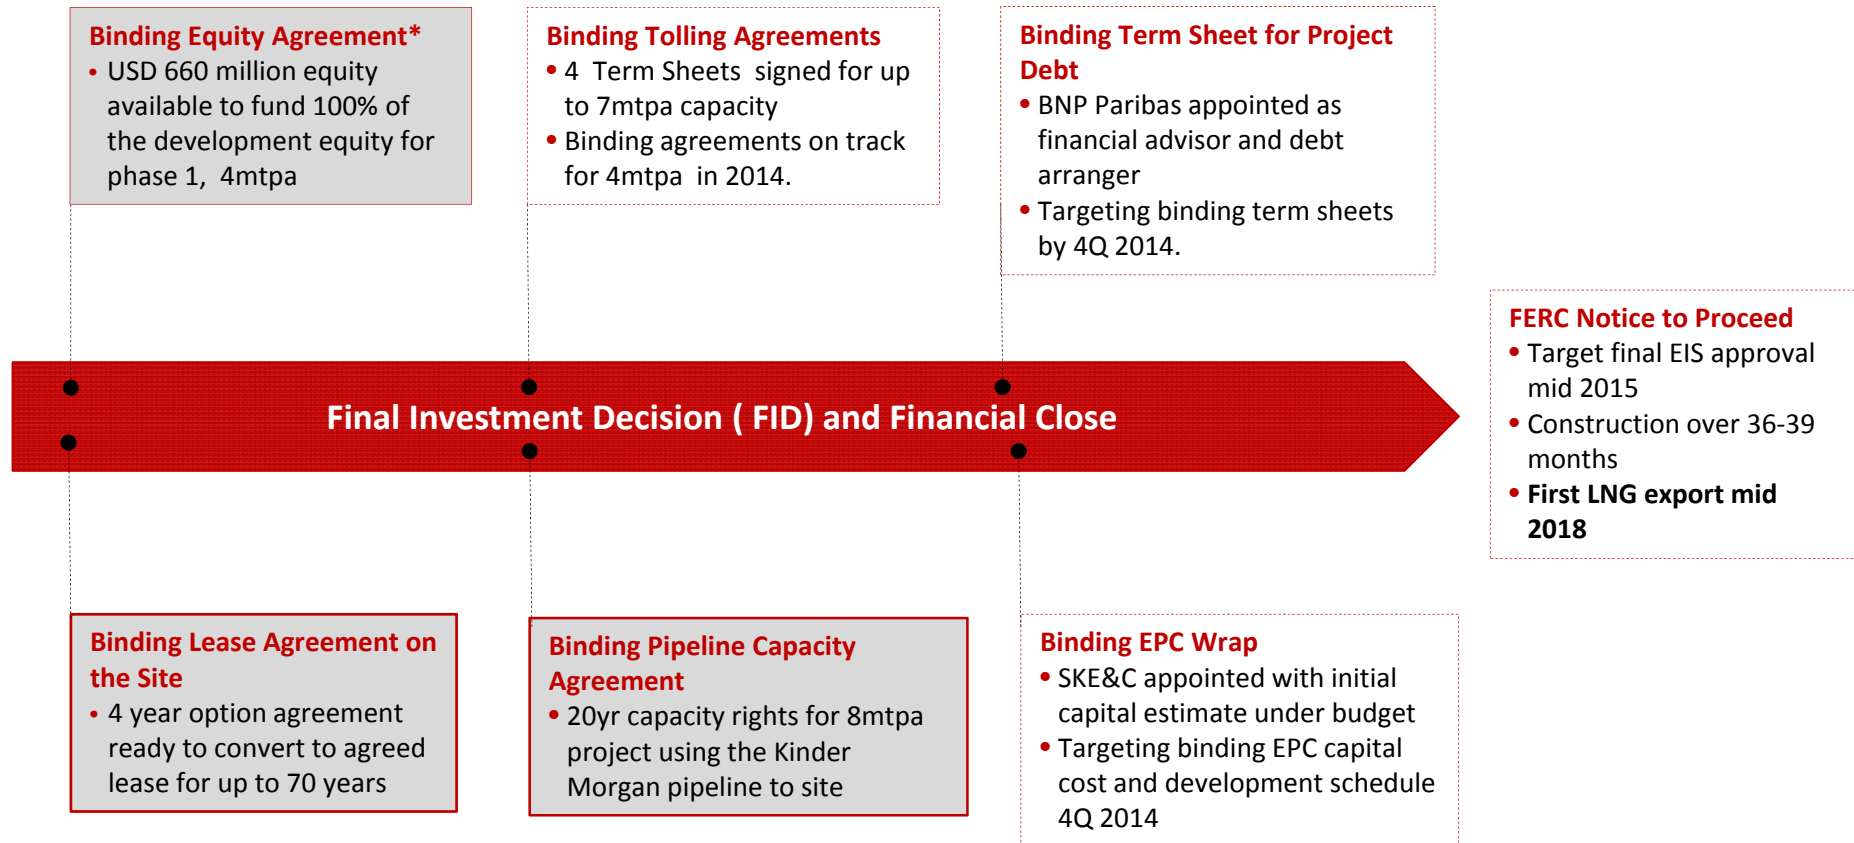 Binding Equity Agreement*
• USD 660 million equity
available to fund 100% of
the development equity for
phase 1, 4mtpa
Binding Tolling Agreements
• 4 Term Sheets signed for up
to 7mtpa capacity
• Binding agreements on track
for 4mtpa in 2014.
Binding Term Sheet for Project
Debt
• BNP Paribas appointed as
financial advisor and debt
arranger
• Targeting binding term sheets
by 4Q 2014.
FERC Notice to Proceed
• Target final EIS approval
mid 2015
• Construction over 36-39
months
• First LNG export mid
2018
Final Investment Decision ( FID) and Financial Close
Binding Lease Agreement on
the Site
• 4 year option agreement
ready to convert to agreed
lease for up to 70 years
Binding Pipeline Capacity
Agreement
• 20yr capacity rights for 8mtpa
project using the Kinder
Morgan pipeline to site
Binding EPC Wrap
• SKE&C appointed with initial
capital estimate under budget
• Targeting binding EPC capital
cost and development schedule
4Q 2014